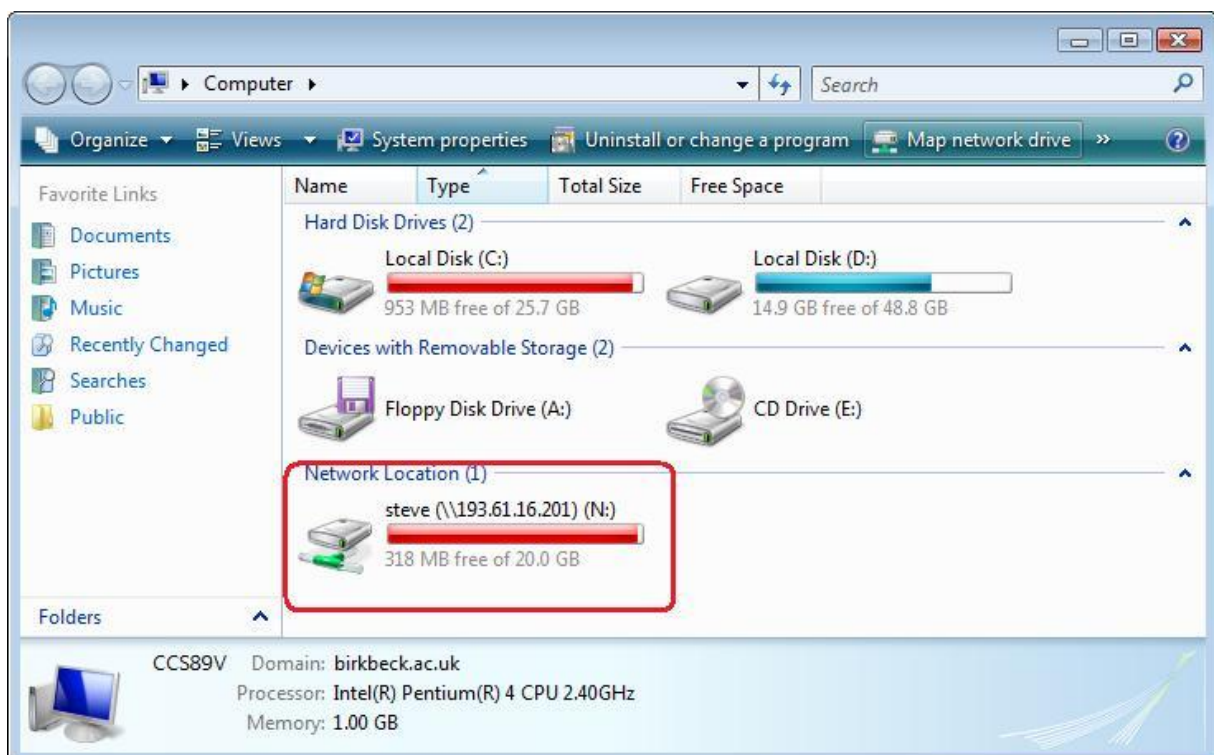 Computer
Search
Organize Views System properties Uninstall or change a program Map network drive »
Favorite Links
Documents
Pictures
Music
Recently Changed
Searches
Public
Folders
Name Type Total Size Free Space
Hard Disk Drives (2)
Local Disk (C:) Local Disk (D:)
953 MB free of 25.7 GB 14.9 GB free of 48.8 GB
Devices with Removable Storage (2)
Floppy Disk Drive (A:) CD Drive (E:)
Network Location (1)
steve (\\193.61.16.201) (N:)
318 MB free of 20.0 GB
CCS89V Domain: birkbeck.ac.uk
Processor: Intel(R) Pentium(R) 4 CPU 2.40GHz
Memory: 1.00 GB